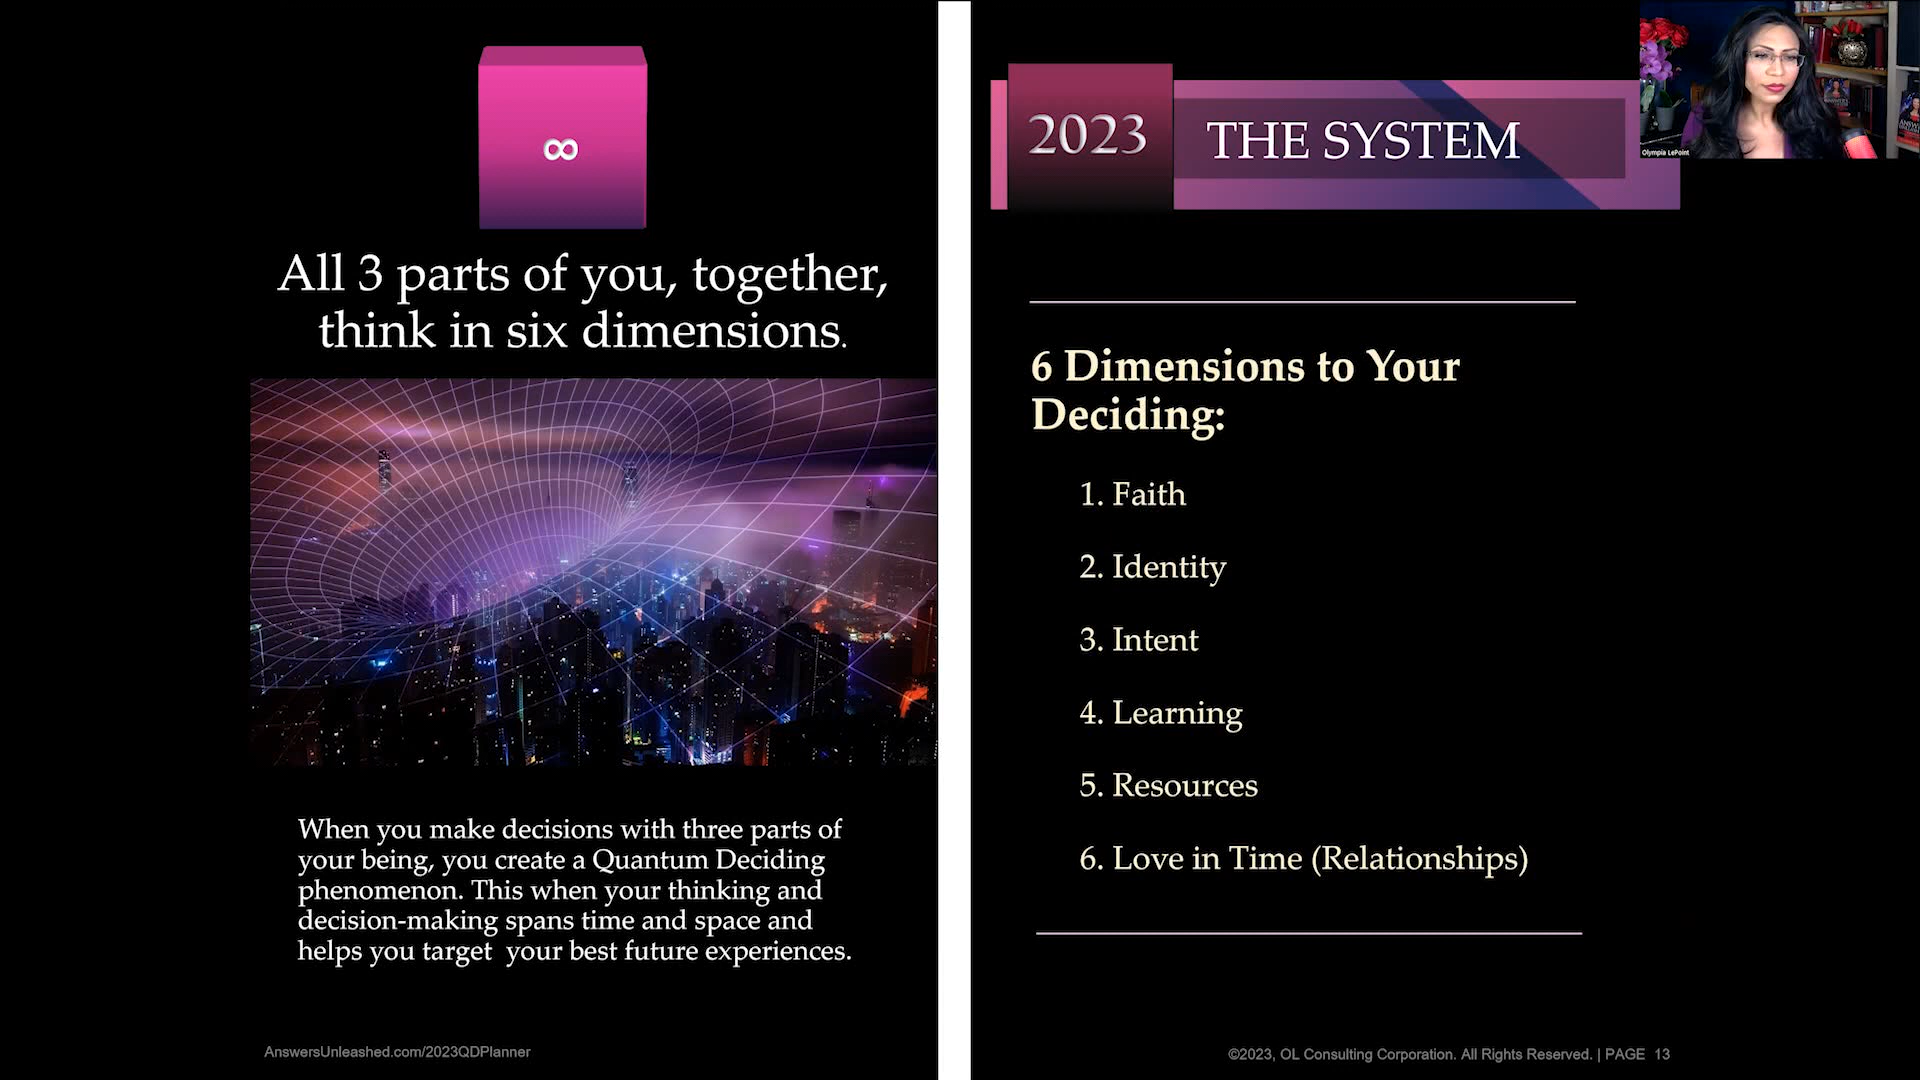 ∞
All 3 parts of you, together,
think in six dimensions.
When you make decisions with three parts of
your being, you create a Quantum Deciding
phenomenon. This when your thinking and
decision-making spans time and space and
helps you target  your best future experiences.
AnswersUnleashed.com/2023QDPlanner
2023
THE SYSTEM
6 Dimensions to Your
Deciding:
1. Faith
2. Identity
3. Intent
4. Learning
5. Resources
6. Love in Time (Relationships)
©2023, OL Consulting Corporation. All Rights Reserved. | PAGE  13
Olympia LePoint